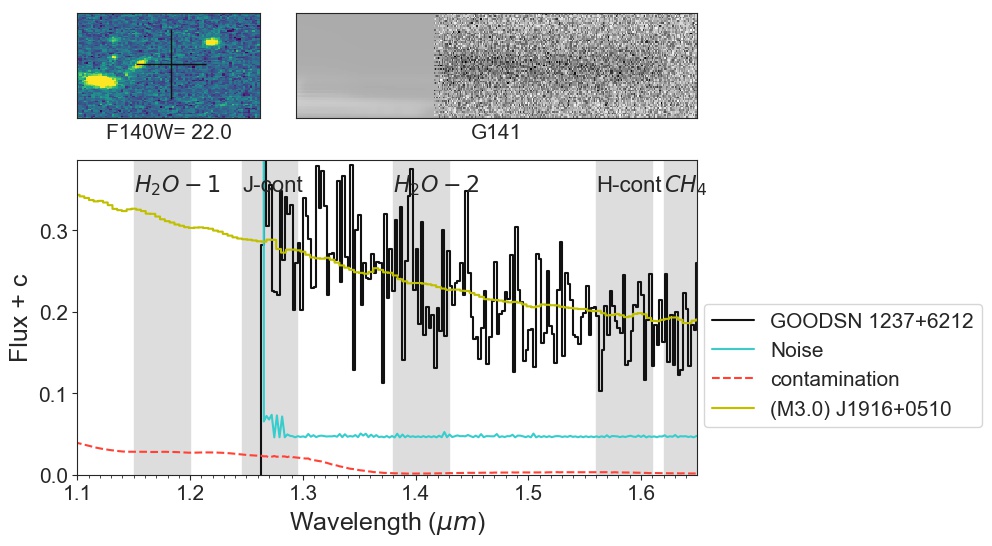 F140W= 22.0
G141
H₂O − 1
J-cont
H₂O − 2
H-cont
CH₄
0.3
0.2
0.1
0.0
Flux + c
1.1
1.2
1.3
1.4
1.5
1.6
Wavelength (μm)
GOODSN 1237+6212
Noise
contamination
(M3.0) J1916+0510